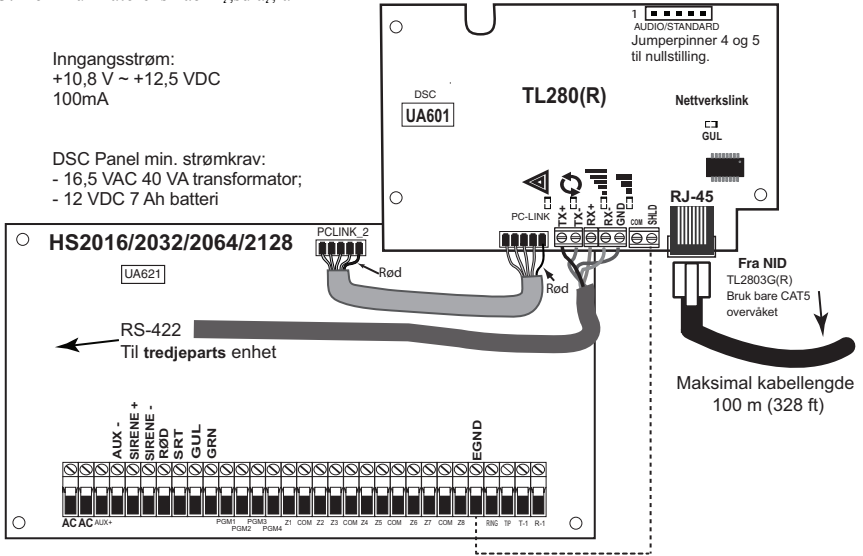 1
AUDIO/STANDARD
Jumperpinner 4 og 5
til nullstilling.
Inngangsstrøm:
+10,8 V ~ +12,5 VDC
100mA
DSC
UA601
TL280(R)
Nettverkslink
GUL
DSC Panel min. strømkrav:
- 16,5 VAC 40 VA transformator;
- 12 VDC 7 Ah batteri
PC-LINK
TX+
TX-
RX+
RX-
GND
COM
SHLD
RJ-45
HS2016/2032/2064/2128
PCLINK_2
UA621
Rød
Rød
Fra NID
TL2803G(R)
Bruk bare CAT5
overvåket
RS-422
Til tredjeparts enhet
Maksimal kabellengde
100 m (328 ft)
AUX -
SIRENE +
SIRENE -
RØD
SRT
GUL
GRN
EGND
AC AC AUX+ PGM1 PGM2 PGM3 PGM4 Z1 COM Z2 Z3 COM Z4 Z5 COM Z6 Z7 COM Z8 RING TIP T-1 R-1